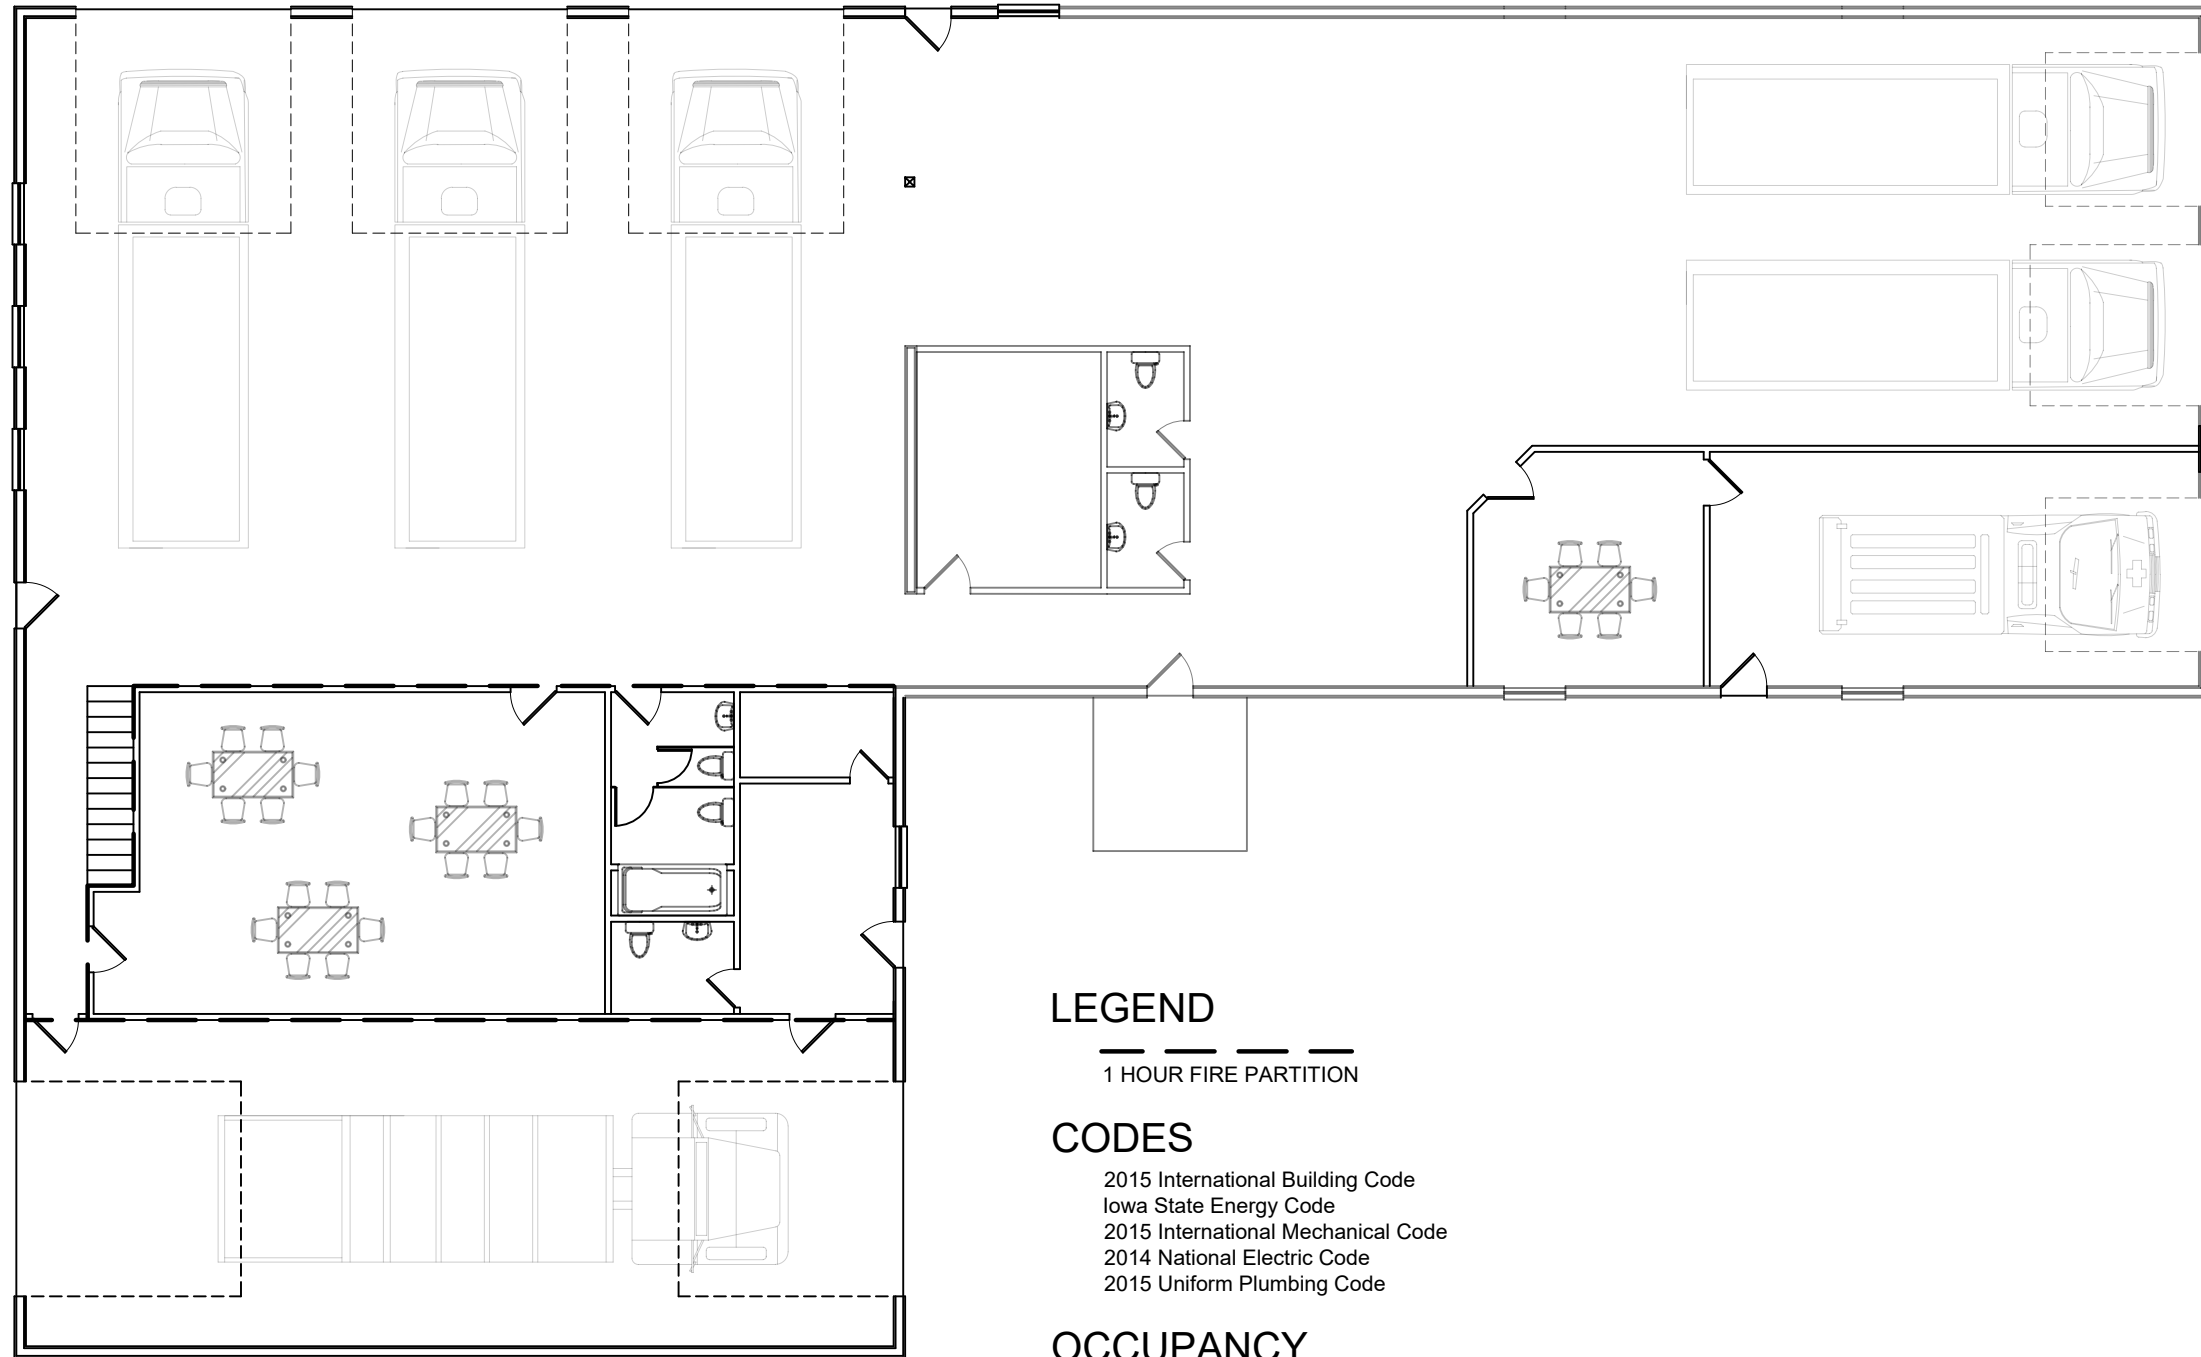 LEGEND
1 HOUR FIRE PARTITION
CODES
2015 International Building Code
Iowa State Energy Code
2015 International Mechanical Code
2014 National Electric Code
2015 Uniform Plumbing Code
OCCUPANCY